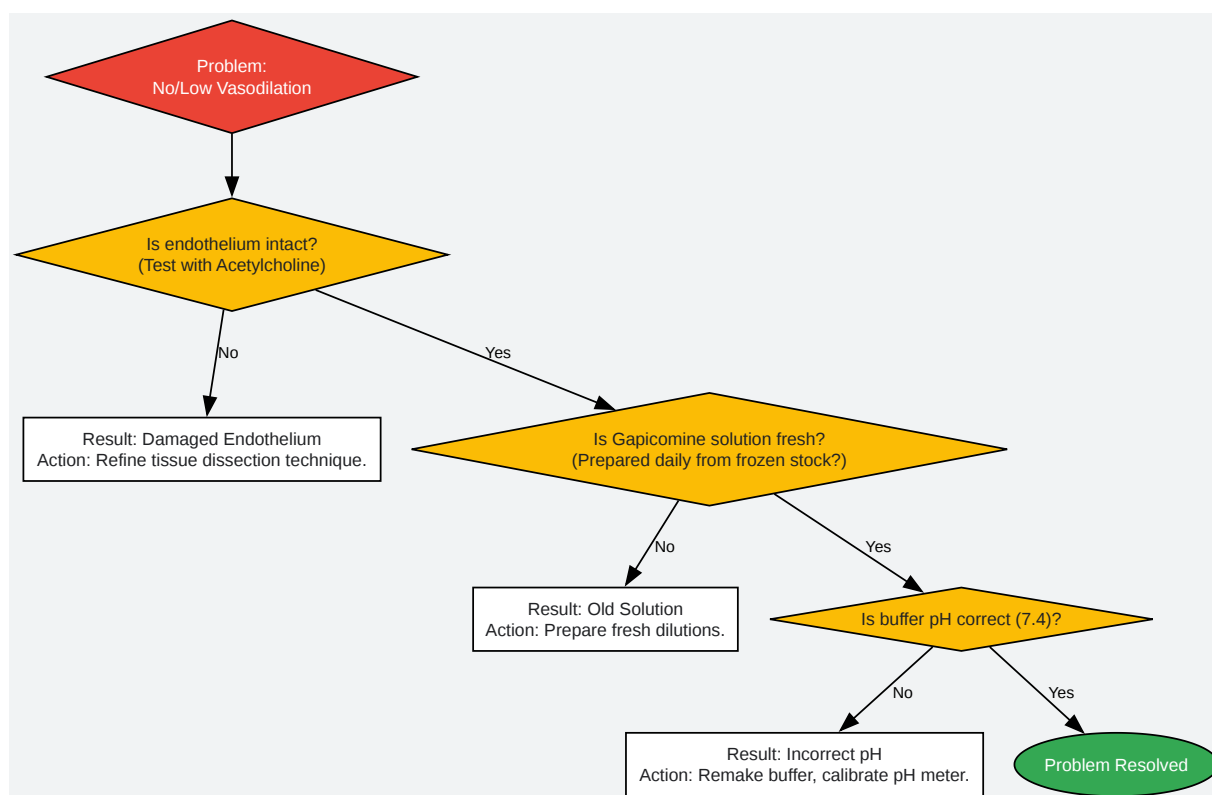 Problem:
No/Low Vasodilation
Is endothelium intact?
(Test with Acetylcholine)
No
Yes
Result: Damaged Endothelium
Action: Refine tissue dissection technique.
Is Gapicomine solution fresh?
(Prepared daily from frozen stock?)
No
Yes
Result: Old Solution
Action: Prepare fresh dilutions.
Is buffer pH correct (7.4)?
No
Yes
Result: Incorrect pH
Action: Remake buffer, calibrate pH meter.
Problem Resolved